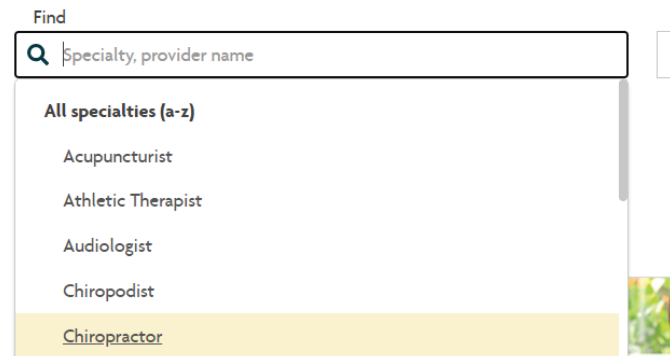 Find
Specialty, provider name
All specialties (a-z)
Acupuncturist
Athletic Therapist
Audiologist
Chiropodist
Chiropractor